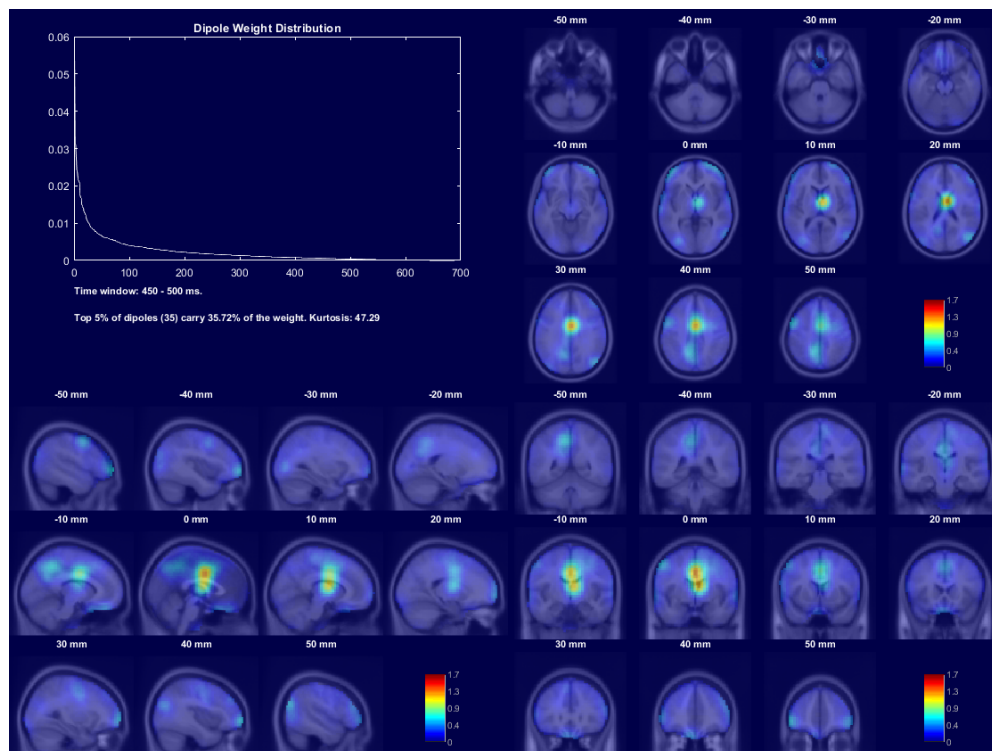 Dipole Weight Distribution
0.06
0.05
0.04
0.03
0.02
0.01
0
0 100 200 300 400 500 600 700
Time window: 450 - 500 ms.
Top 5% of dipoles (35) carry 35.72% of the weight. Kurtosis: 47.29
-50 mm -40 mm -30 mm -20 mm
-10 mm 0 mm 10 mm 20 mm
30 mm 40 mm 50 mm
1.7
1.3
0.9
0.4
0
-50 mm -40 mm -30 mm -20 mm
-10 mm 0 mm 10 mm 20 mm
30 mm 40 mm 50 mm
1.7
1.3
0.9
0.4
0
-50 mm -40 mm -30 mm -20 mm
-10 mm 0 mm 10 mm 20 mm
30 mm 40 mm 50 mm
1.7
1.3
0.9
0.4
0